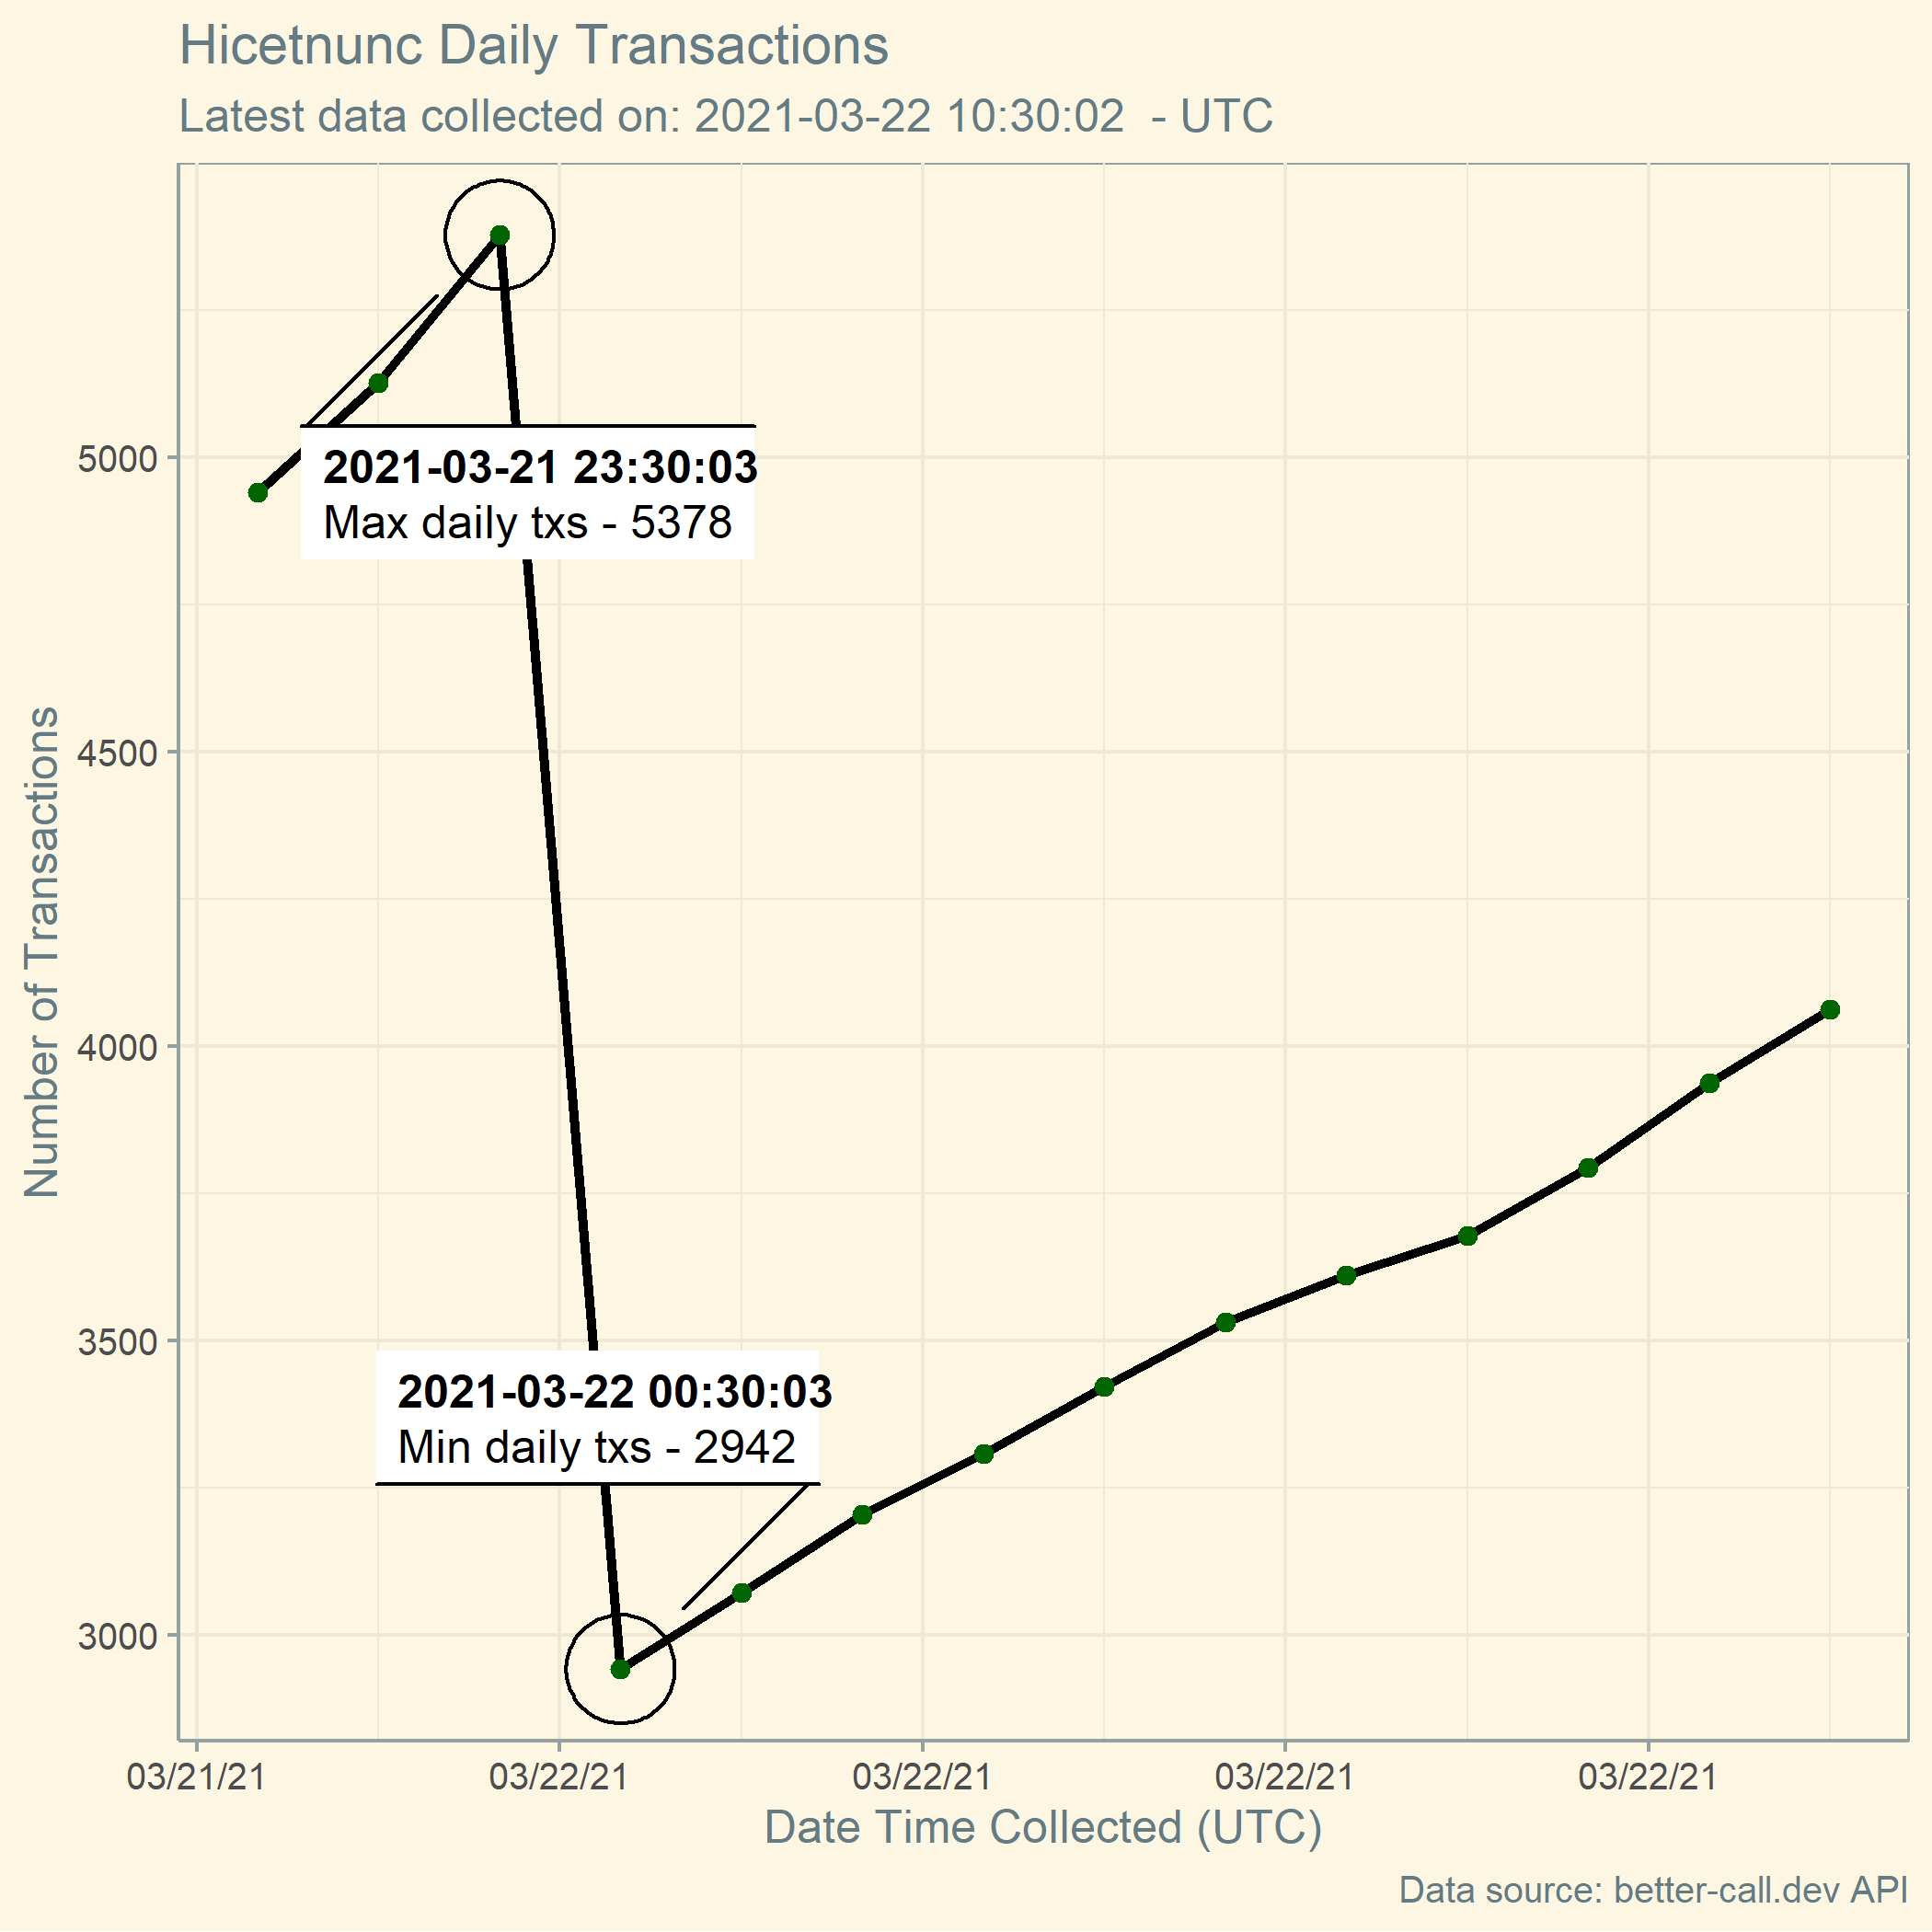 Hicetnunc Daily Transactions
Latest data collected on: 2021-03-22 10:30:02  - UTC
Number of Transactions
5000
4500
4000
3500
3000
2021-03-21 23:30:03
Max daily txs - 5378
2021-03-22 00:30:03
Min daily txs - 2942
03/21/21 03/22/21 03/22/21 03/22/21 03/22/21
Date Time Collected (UTC)
Data source: better-call.dev API